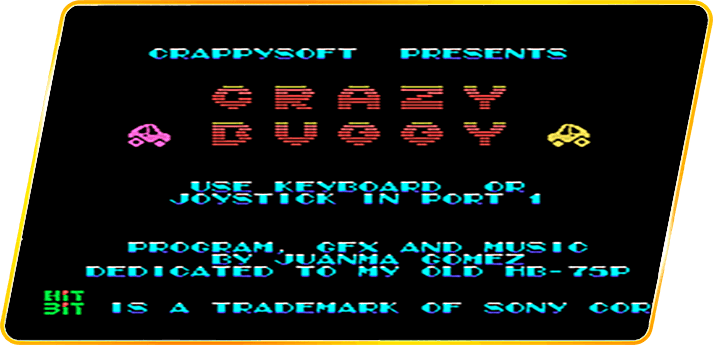 CRAPPYSOFT PRESENTS
CRAZY
BUGGY
USE KEYBOARD OR
JOYSTICK IN PORT 1
PROGRAM, GFX AND MUSIC
BY JUANMA GOMEZ
DEDICATED TO MY OLD HB-75P
HIT
BIT IS A TRADEMARK OF SONY COR